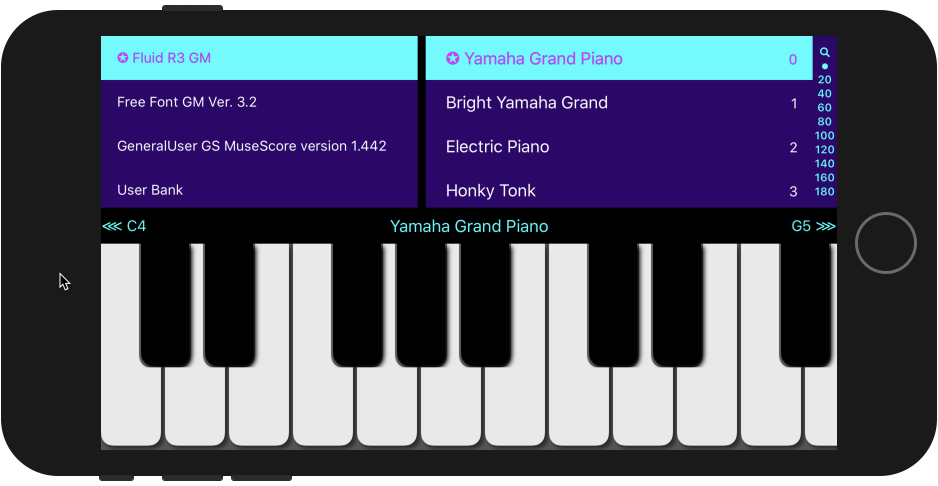 ✪ Fluid R3 GM
Free Font GM Ver. 3.2
GeneralUser GS MuseScore version 1.442
User Bank
✪ Yamaha Grand Piano 0
Bright Yamaha Grand 1
Electric Piano 2
Honky Tonk 3
20
40
60
80
100
120
140
160
180
⋘ C4 Yamaha Grand Piano G5 ⋙